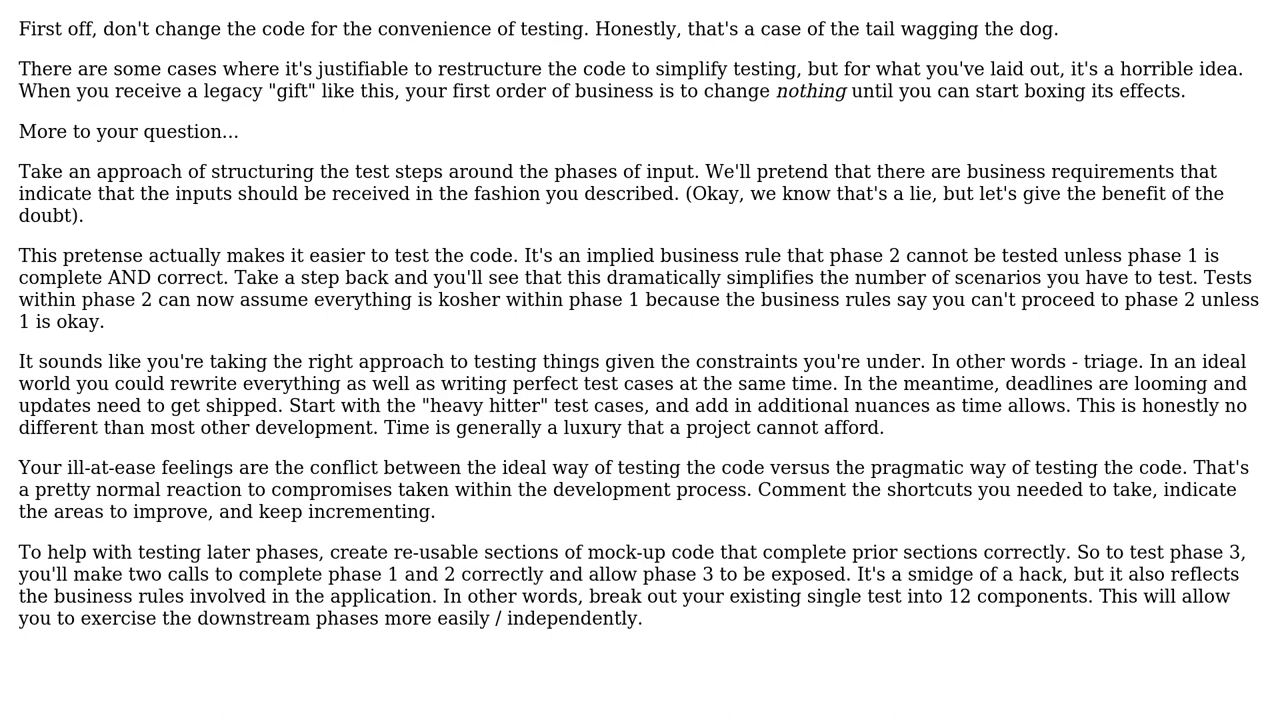 First off, don't change the code for the convenience of testing. Honestly, that's a case of the tail wagging the dog.
There are some cases where it's justifiable to restructure the code to simplify testing, but for what you've laid out, it's a horrible idea.
When you receive a legacy "gift" like this, your first order of business is to change nothing until you can start boxing its effects.
More to your question...
Take an approach of structuring the test steps around the phases of input. We'll pretend that there are business requirements that
indicate that the inputs should be received in the fashion you described. (Okay, we know that's a lie, but let's give the benefit of the
doubt).
This pretense actually makes it easier to test the code. It's an implied business rule that phase 2 cannot be tested unless phase 1 is
complete AND correct. Take a step back and you'll see that this dramatically simplifies the number of scenarios you have to test. Tests
within phase 2 can now assume everything is kosher within phase 1 because the business rules say you can't proceed to phase 2 unless
1 is okay.
It sounds like you're taking the right approach to testing things given the constraints you're under. In other words - triage. In an ideal
world you could rewrite everything as well as writing perfect test cases at the same time. In the meantime, deadlines are looming and
updates need to get shipped. Start with the "heavy hitter" test cases, and add in additional nuances as time allows. This is honestly no
different than most other development. Time is generally a luxury that a project cannot afford.
Your ill-at-ease feelings are the conflict between the ideal way of testing the code versus the pragmatic way of testing the code. That's
a pretty normal reaction to compromises taken within the development process. Comment the shortcuts you needed to take, indicate
the areas to improve, and keep incrementing.
To help with testing later phases, create re-usable sections of mock-up code that complete prior sections correctly. So to test phase 3,
you'll make two calls to complete phase 1 and 2 correctly and allow phase 3 to be exposed. It's a smidge of a hack, but it also reflects
the business rules involved in the application. In other words, break out your existing single test into 12 components. This will allow
you to exercise the downstream phases more easily / independently.